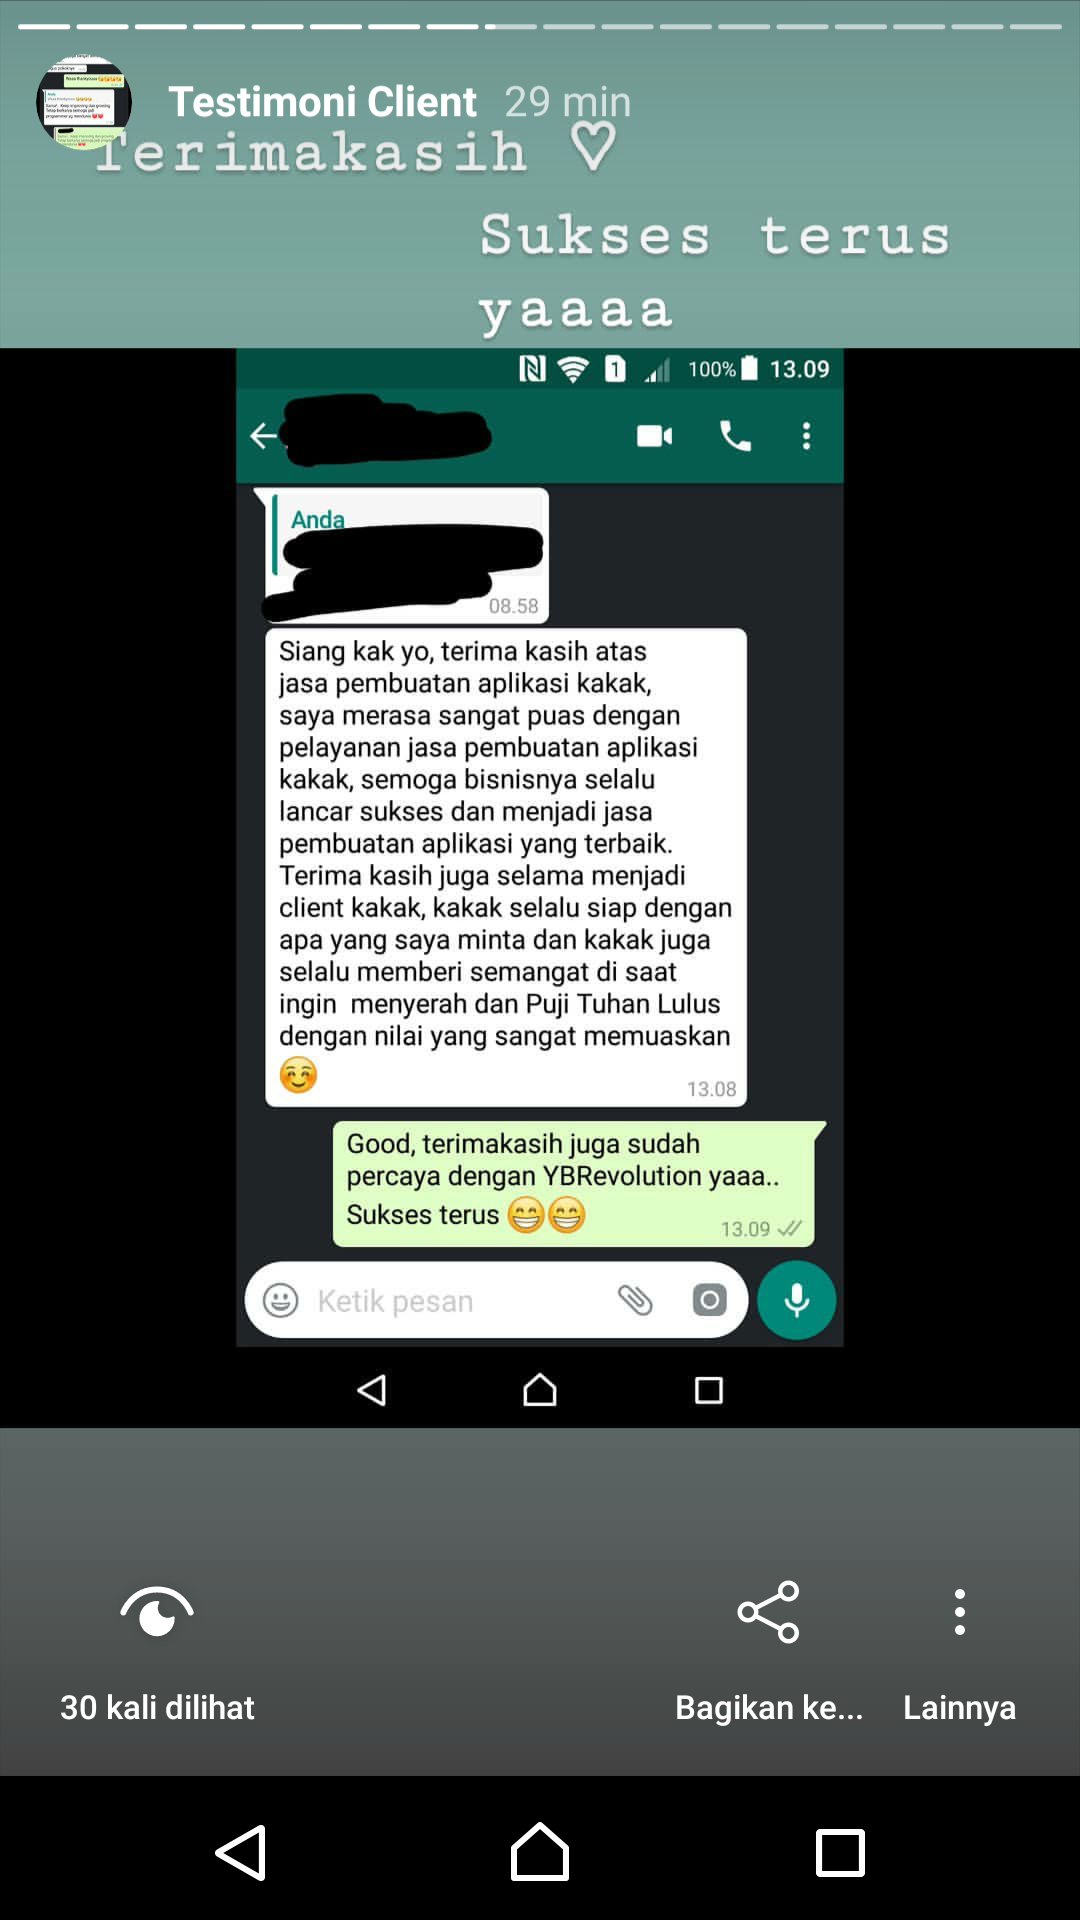 Testimoni Client 29 min
Terimakasih ♡
Sukses terus
yaaaa
1 100% 13.09
Anda
08.58
Siang kak yo, terima kasih atas
jasa pembuatan aplikasi kakak,
saya merasa sangat puas dengan
pelayanan jasa pembuatan aplikasi
kakak, semoga bisnisnya selalu
lancar sukses dan menjadi jasa
pembuatan aplikasi yang terbaik.
Terima kasih juga selama menjadi
client kakak, kakak selalu siap dengan
apa yang saya minta dan kakak juga
selalu memberi semangat di saat
ingin  menyerah dan Puji Tuhan Lulus
dengan nilai yang sangat memuaskan
☺️
13.08
Good, terimakasih juga sudah
percaya dengan YBRevolution yaaa..
Sukses terus 😁😁
13.09
Ketik pesan
30 kali dilihat
Bagikan ke...
Lainnya